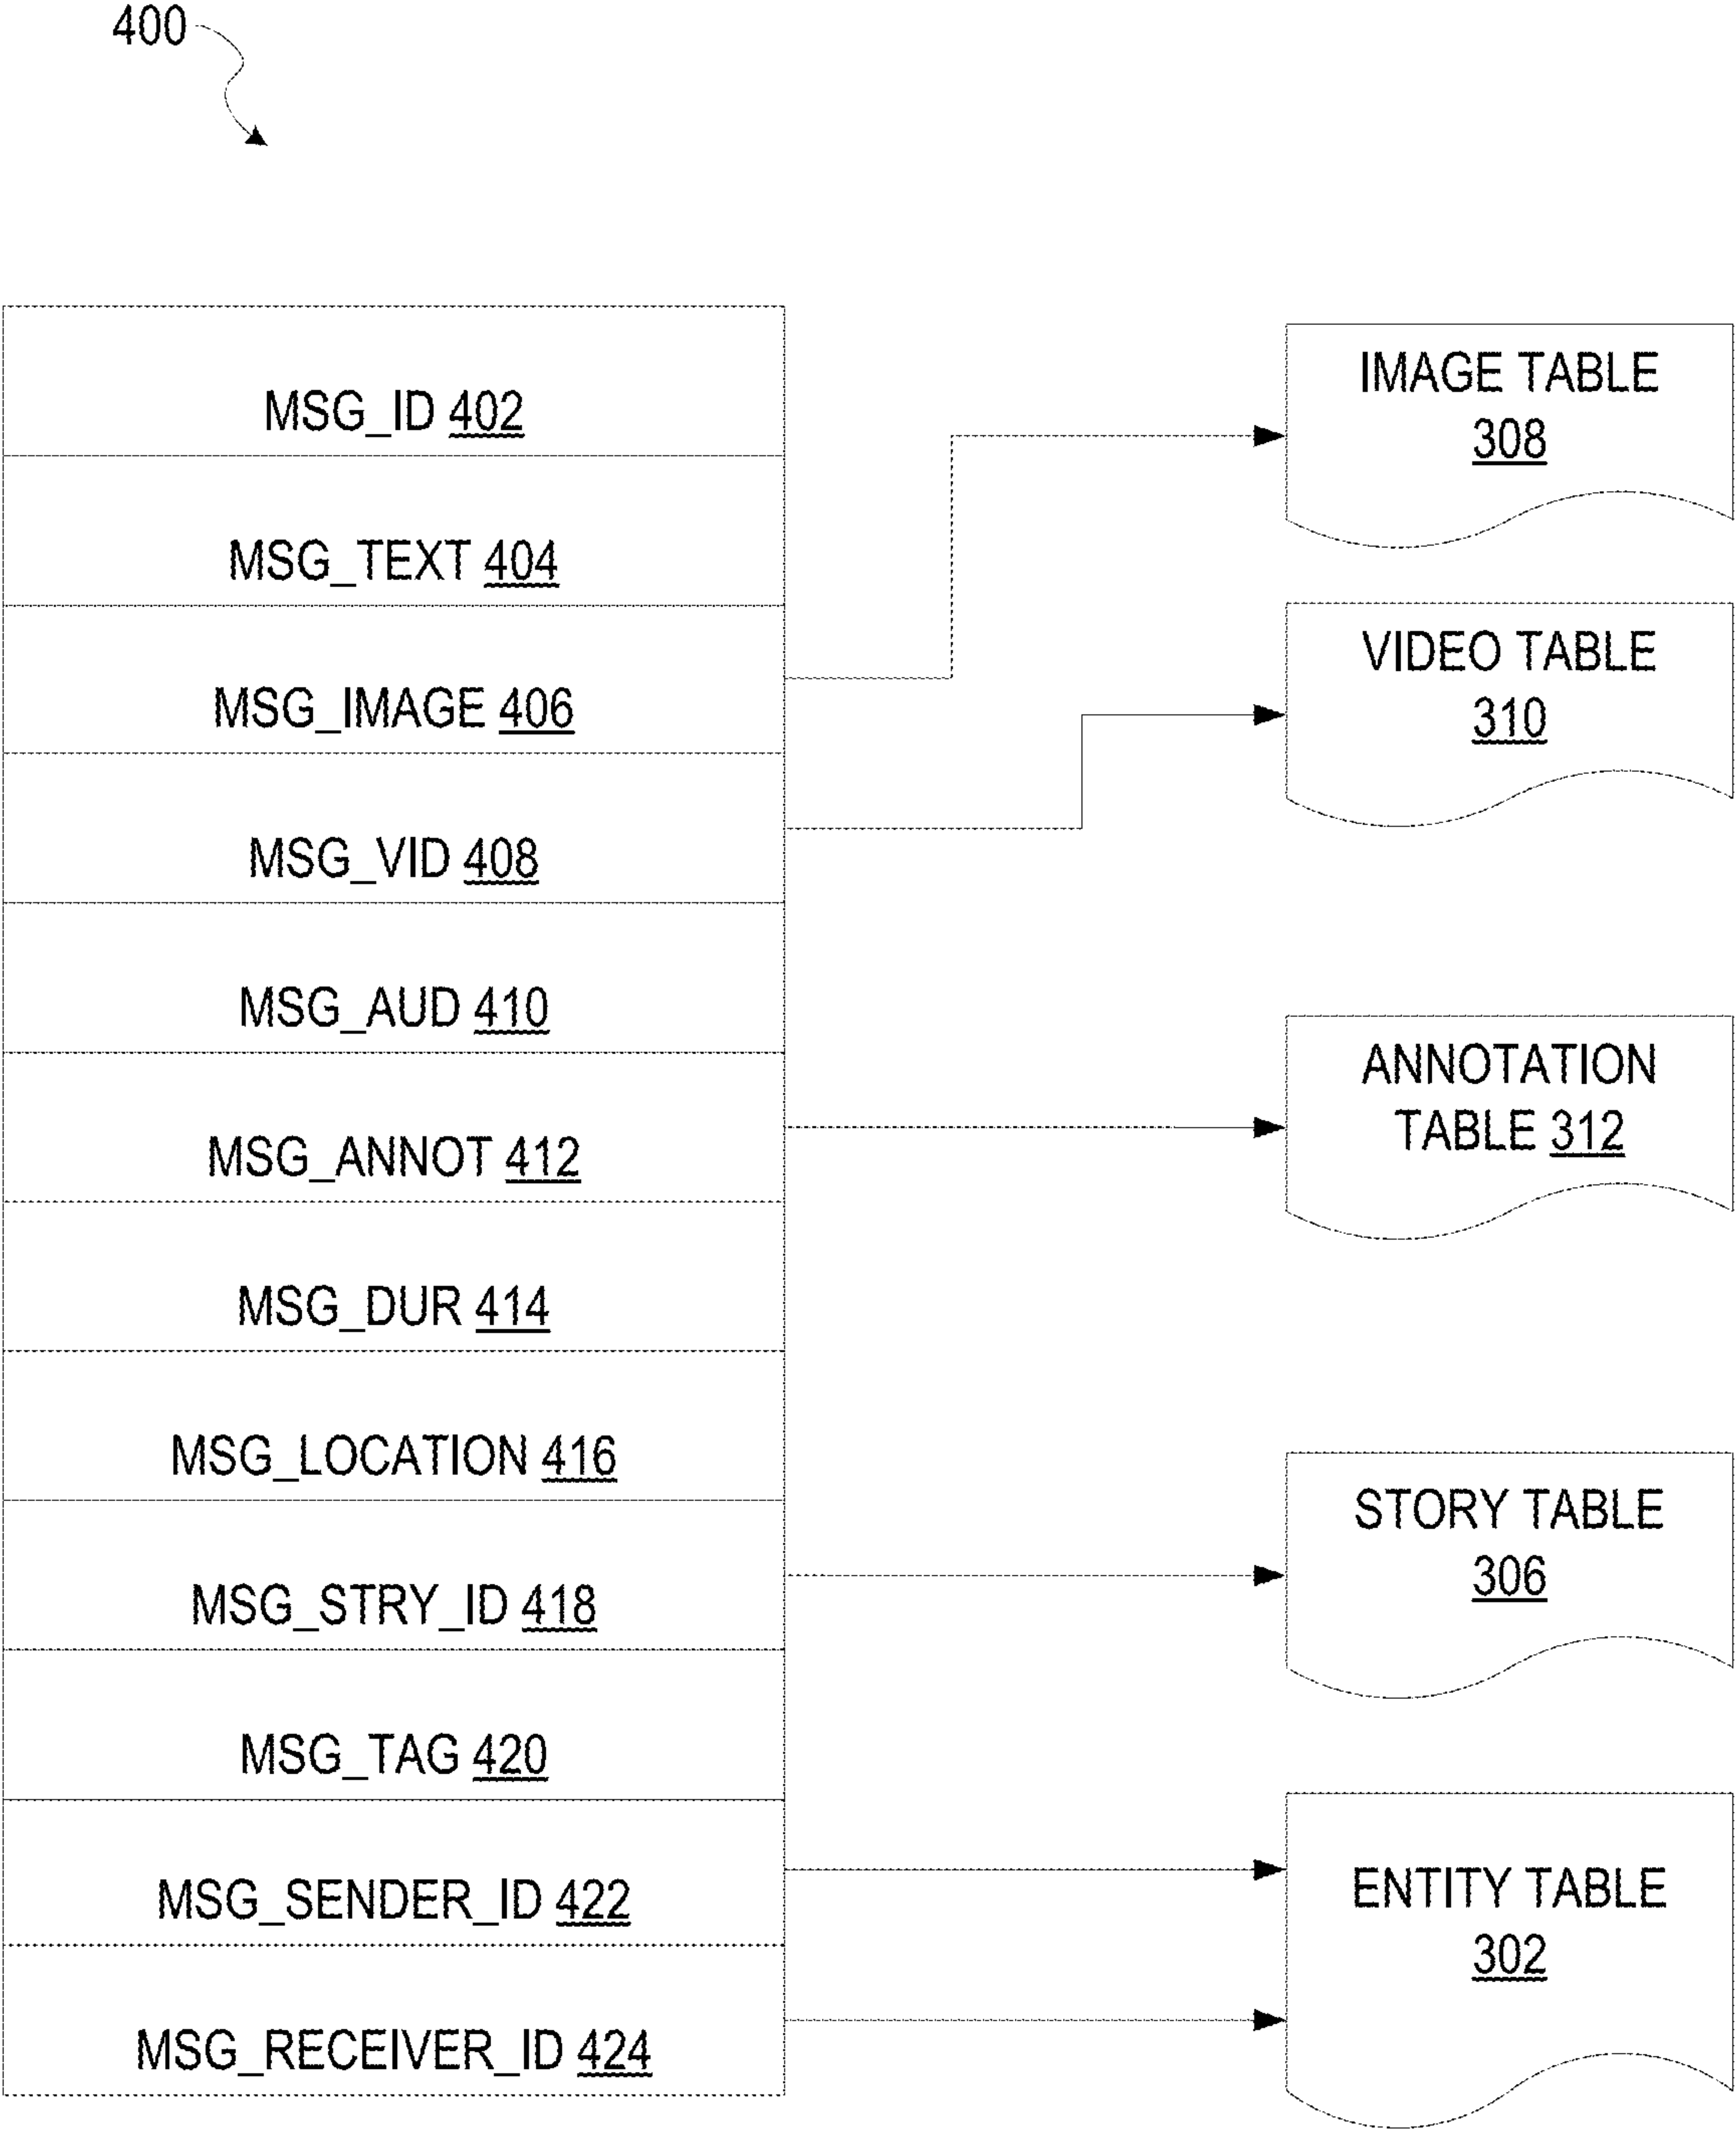 400
MSG_ID 402
MSG_TEXT 404
MSG_IMAGE 406
MSG_VID 408
MSG_AUD 410
MSG_ANNOT 412
MSG_DUR 414
MSG_LOCATION 416
MSG_STRY_ID 418
MSG_TAG 420
MSG_SENDER_ID 422
MSG_RECEIVER_ID 424
IMAGE TABLE
308
VIDEO TABLE
310
ANNOTATION
TABLE 312
STORY TABLE
306
ENTITY TABLE
302